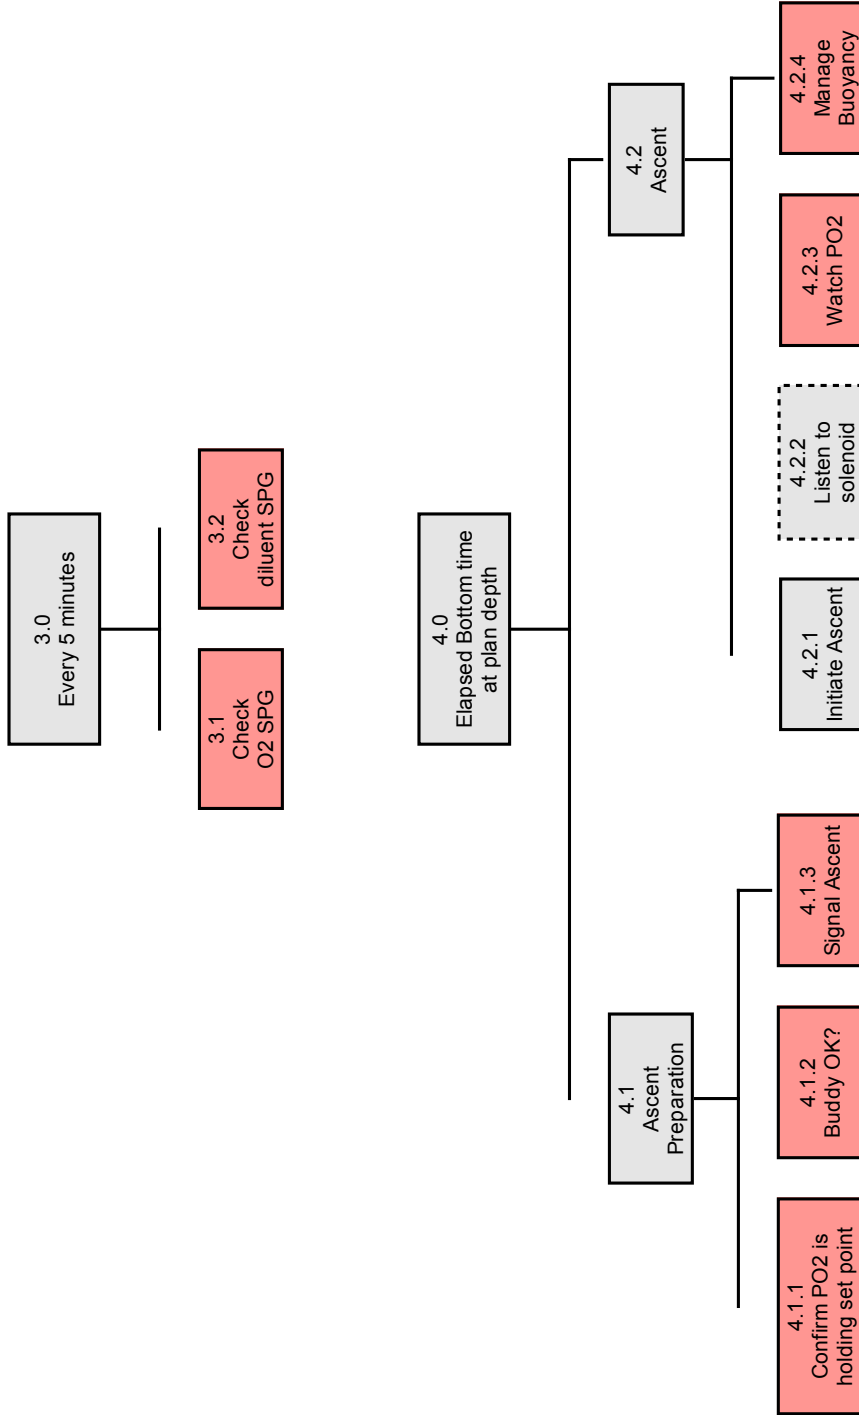 3.0
Every 5 minutes
3.1
Check
O2 SPG
3.2
Check
diluent SPG
4.0
Elapsed Bottom time
at plan depth
4.1
Ascent
Preparation
4.2
Ascent
4.1.1
Confirm PO2 is
holding set point
4.1.2
Buddy OK?
4.1.3
Signal Ascent
4.2.1
Initiate Ascent
4.2.2
Listen to
solenoid
4.2.3
Watch PO2
4.2.4
Manage
Buoyancy